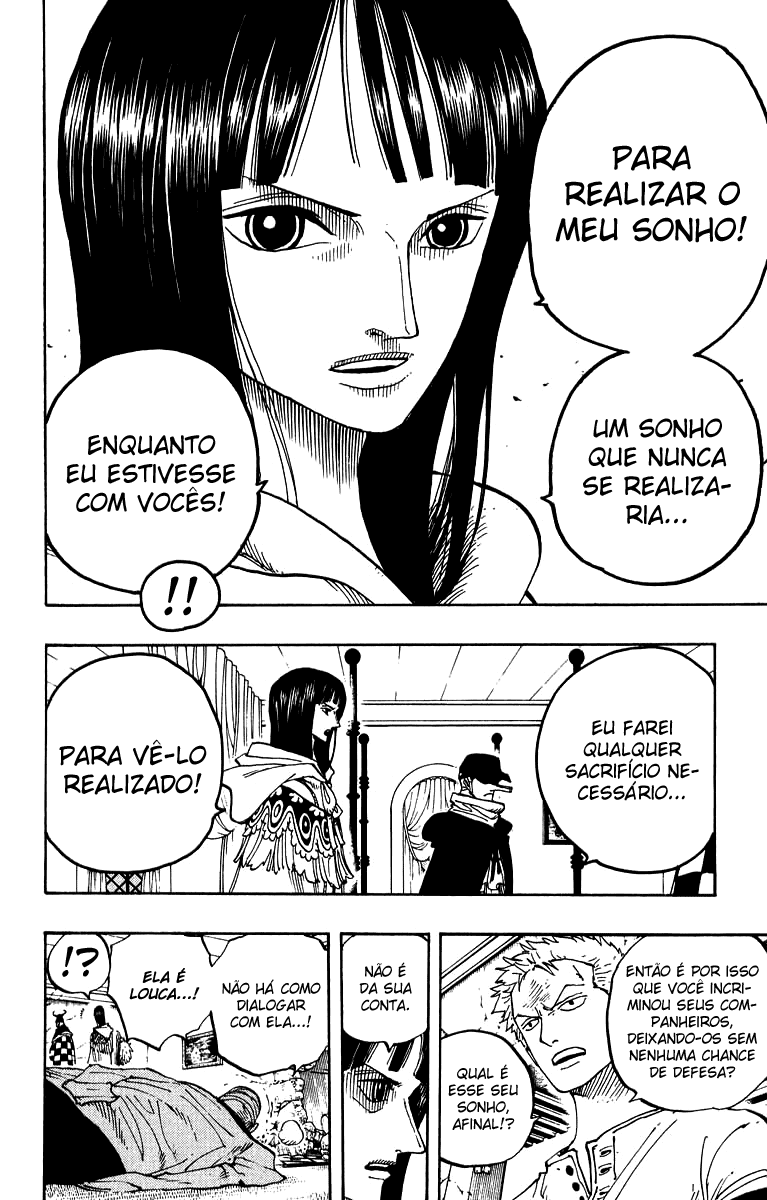 PARA
REALIZAR O
MEU SONHO!
UM SONHO
QUE NUNCA
SE REALIZA-
RIA...
ENQUANTO
EU ESTIVESSE
COM VOCÊS!
!!
EU FAREI
QUALQUER
SACRIFÍCIO NE-
CESSÁRIO...
PARA VÊ-LO
REALIZADO!
ENTÃO É POR ISSO
QUE VOCÊ INCRI-
MINOU SEUS COM-
PANHEIROS,
DEIXANDO-OS SEM
NENHUMA CHANCE
DE DEFESA?
QUAL É
ESSE SEU
SONHO,
AFINAL!?
NÃO É
DA SUA
CONTA.
NÃO HÁ COMO
DIALOGAR
COM ELA...!
ELA É
LOUCA...!
!?